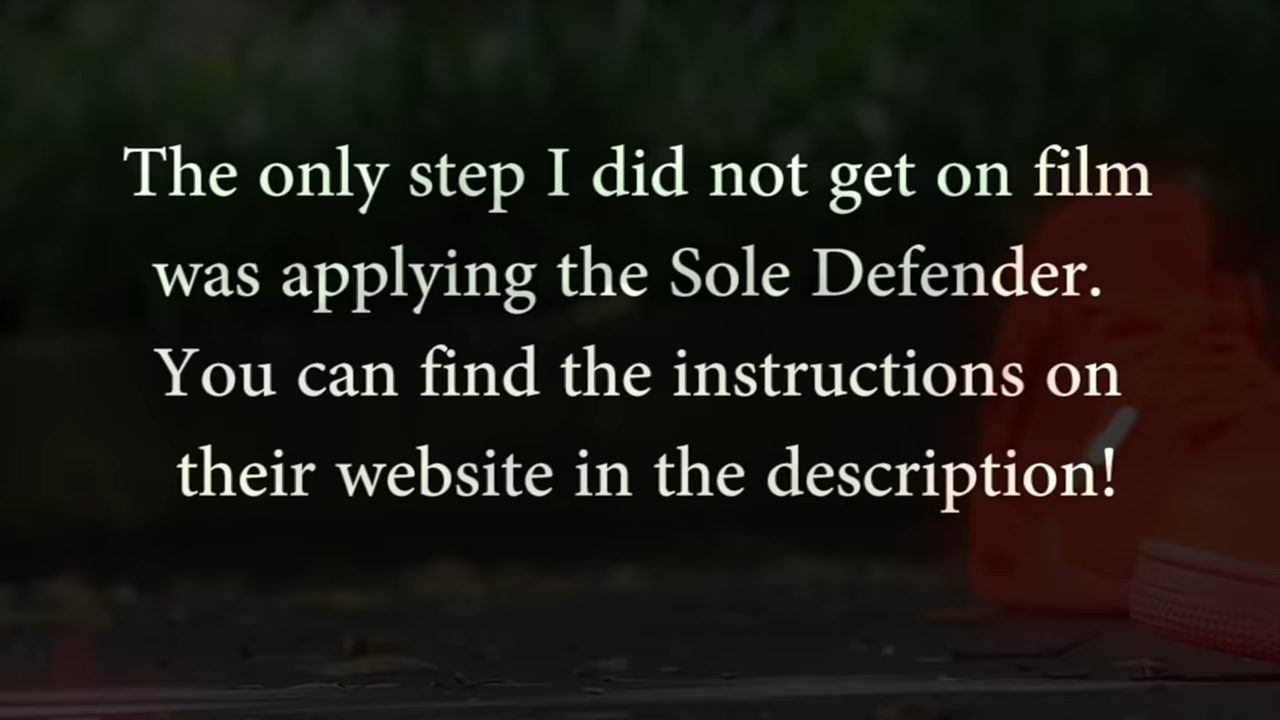 The only step I did not get on film
was applying the Sole Defender.
You can find the instructions on
their website in the description!